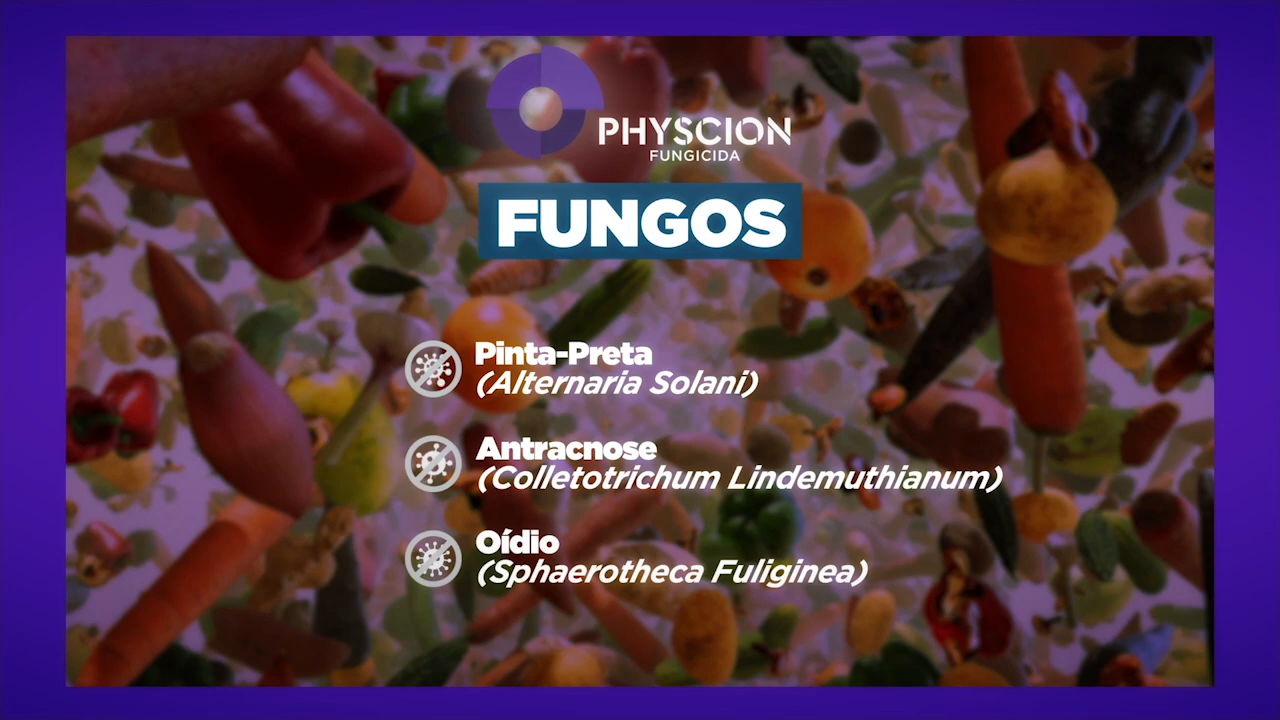 PHYSCION
FUNGICIDA
FUNGOS
Pinta-Preta
(Alternaria Solani)
Antracnose
(Colletotrichum Lindemuthianum)
Oídio
(Sphaerotheca Fuliginea)